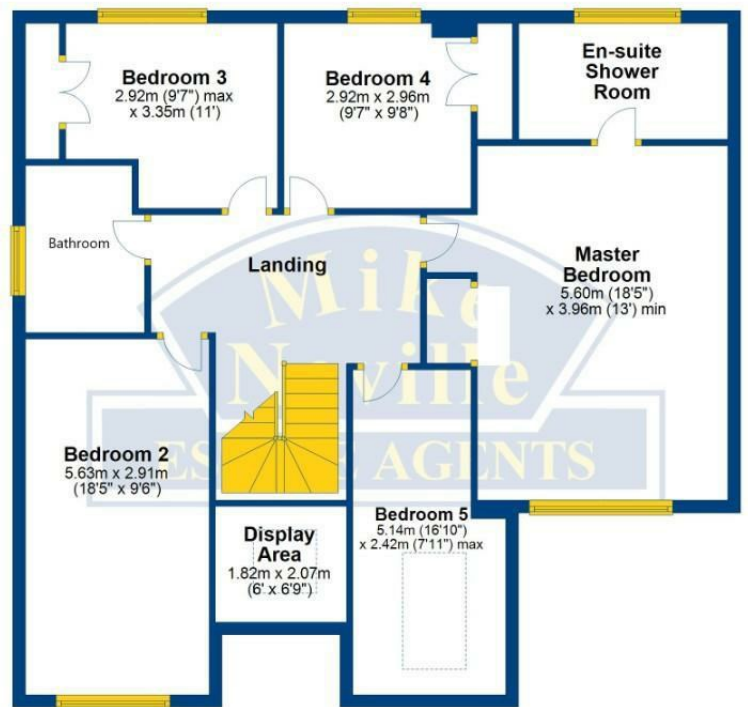 Bedroom 3
2.92m (9'7") max
x 3.35m (11')
Bedroom 4
2.92m x 2.96m
(9'7" x 9'8")
En-suite
Shower
Room
Bathroom
Landing
Master
Bedroom
5.60m (18'5")
x 3.96m (13') min
Mike
Neville
ESTATE AGENTS
Bedroom 2
5.63m x 2.91m
(18'5" x 9'6")
Display
Area
1.82m x 2.07m
(6' x 6'9")
Bedroom 5
5.14m (16'10")
x 2.42m (7'11") max